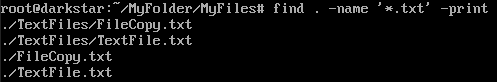 root@darkstar:~/MyFolder/MyFiles# find . -name '*.txt' -print
./TextFiles/FileCopy.txt
./TextFiles/TextFile.txt
./FileCopy.txt
./TextFile.txt